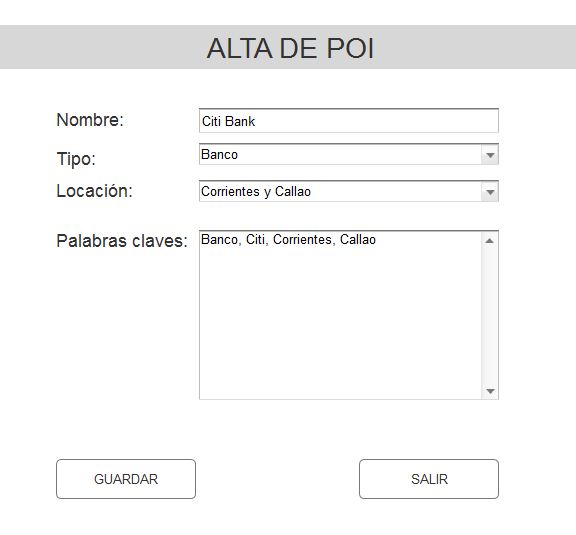 ALTA DE POI
Nombre: Citi Bank
Tipo: Banco
Locación: Corrientes y Callao
Palabras claves: Banco, Citi, Corrientes, Callao
GUARDAR SALIR